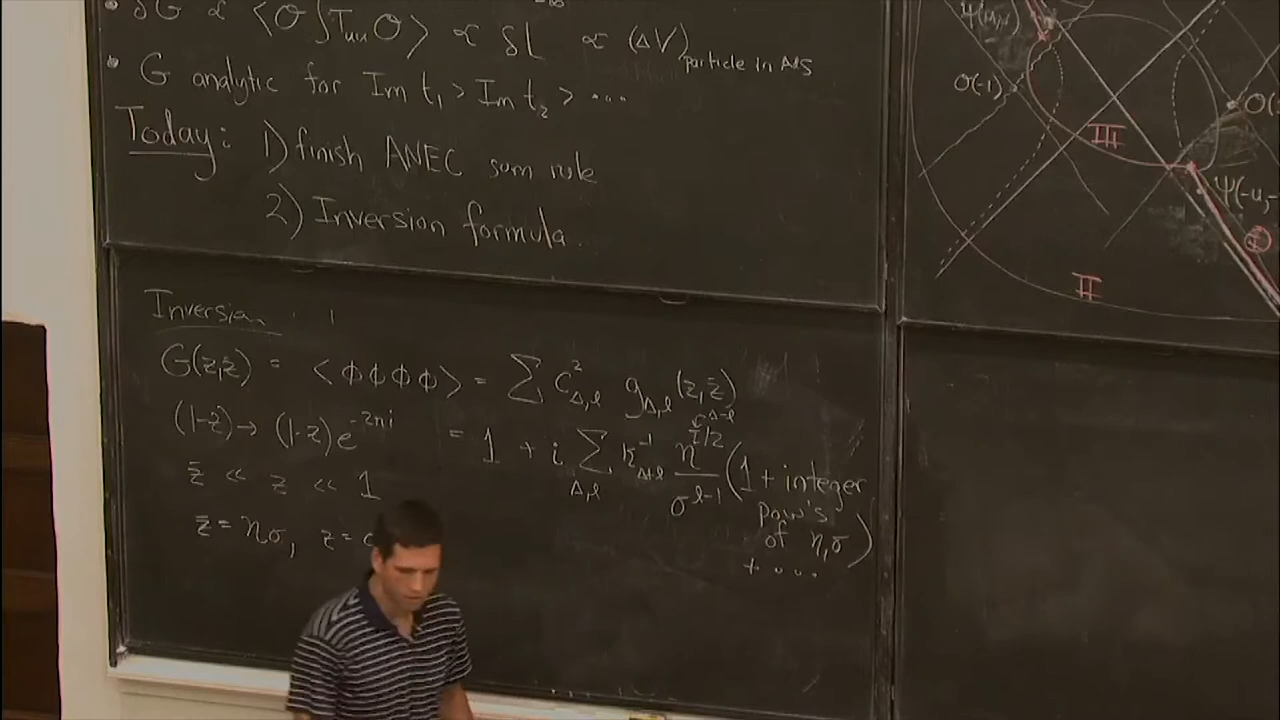 • δG ∝ ⟨O ∫T_uu O⟩ ∝ δL ∝ (ΔV) particle in AdS
• G analytic for Im t₁ > Im t₂ > ⋯
Today: 1) finish ANEC sum rule
2) Inversion formula.
Inversion
G(z,z̄) = ⟨ϕϕϕϕ⟩ = Σ C²_{Δ,ℓ} g_{Δ,ℓ}(z,z̄)
(1-z) → (1-z)e^{-2πi}
= 1 + i Σ_{Δ,ℓ}
(1 + integer pow's of η,σ)
+ ....
z̄ ≪ z ≪ 1
z̄ = ησ, z =
O(-1)
III
II
I